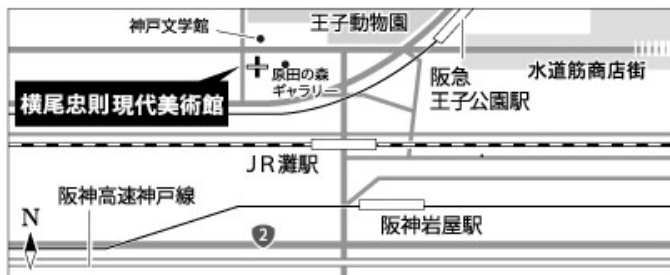 王子動物園
神戸文学館
原田の森
ギャラリー
阪急
王子公園駅
水道筋商店街
横尾忠則現代美術館
JR灘駅
阪神高速神戸線
阪神岩屋駅
N
2